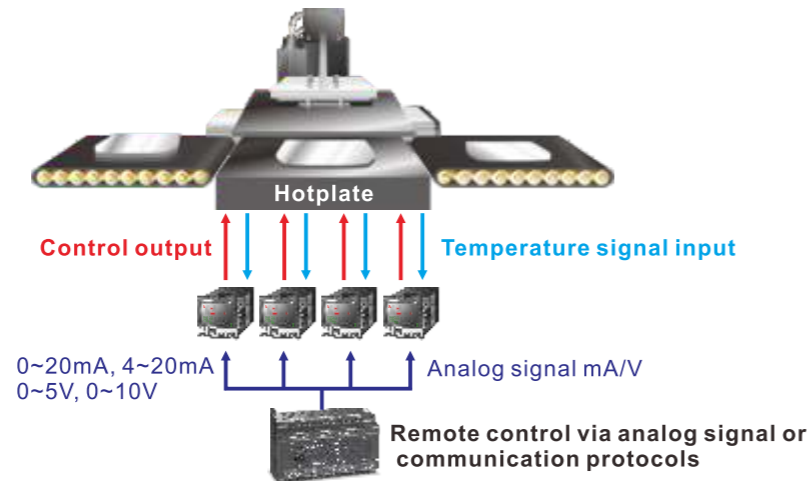 Hotplate
Control output
Temperature signal input
0~20mA, 4~20mA
0~5V, 0~10V
Analog signal mA/V
Remote control via analog signal or
communication protocols